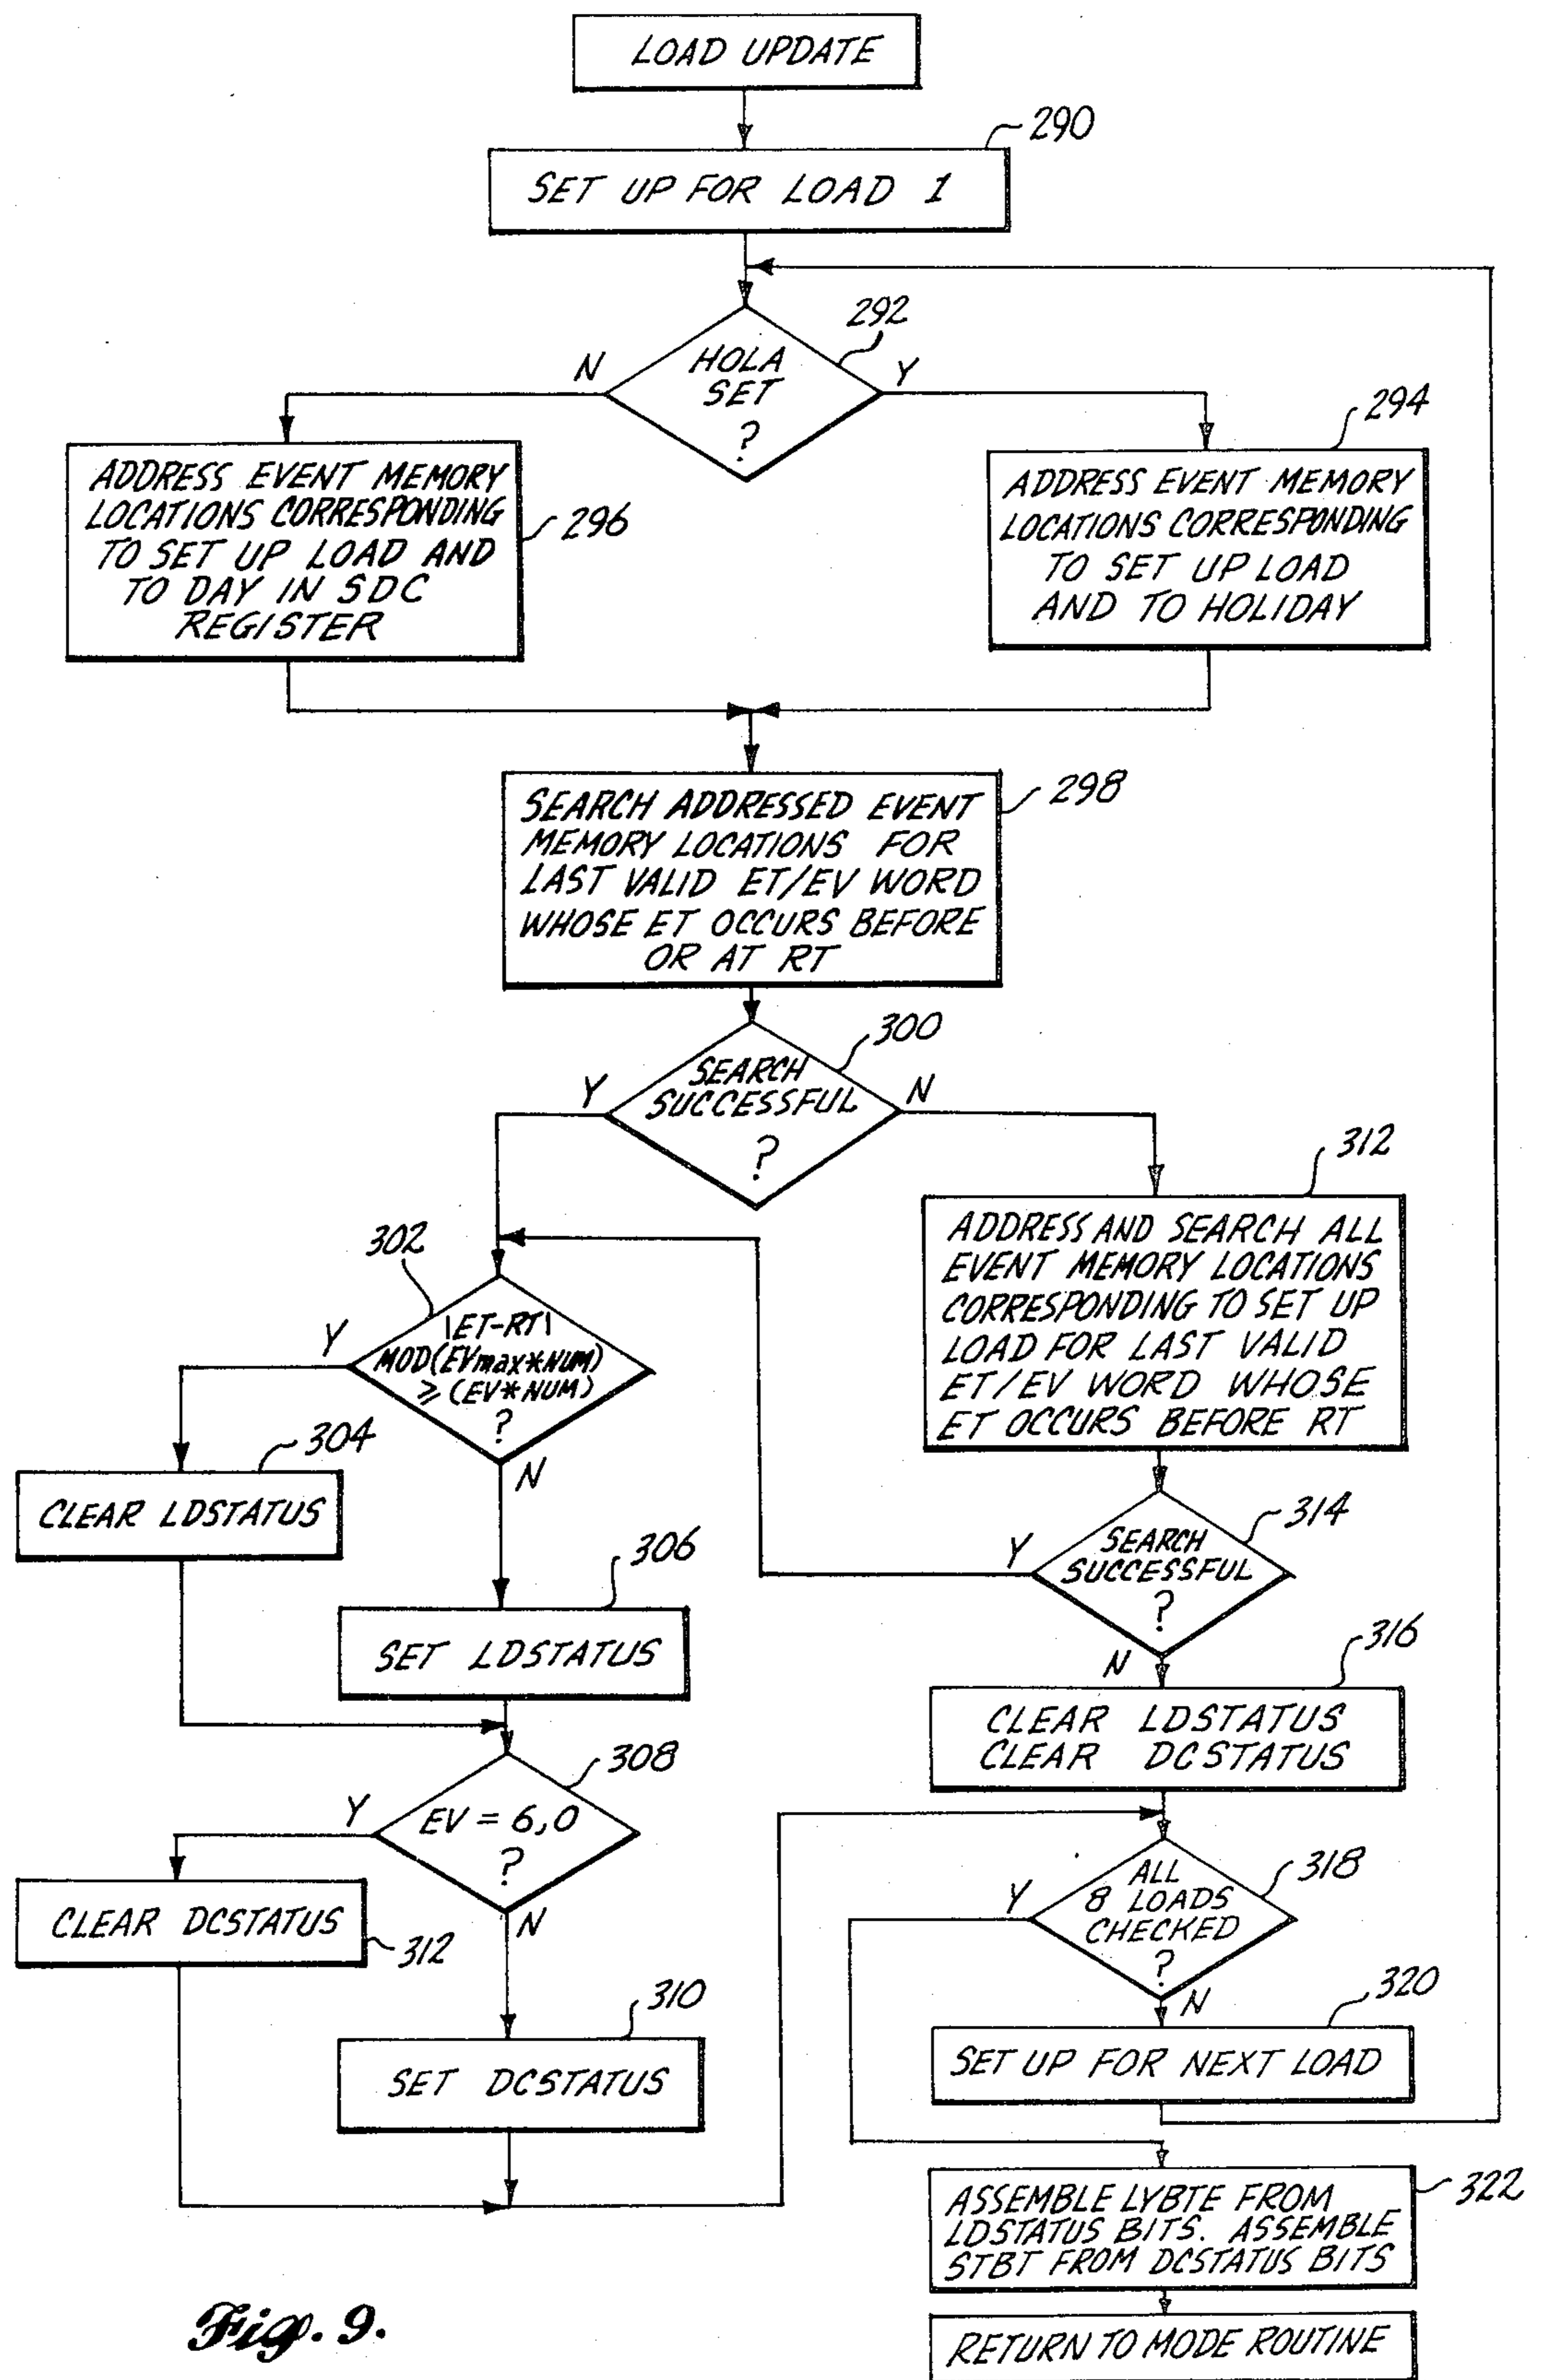 LOAD UPDATE
290
SET UP FOR LOAD 1
292
HOLA
SET
?
N
Y
294
ADDRESS EVENT MEMORY
LOCATIONS CORRESPONDING
TO SET UP LOAD AND
TO DAY IN SDC
REGISTER
296
ADDRESS EVENT MEMORY
LOCATIONS CORRESPONDING
TO SET UP LOAD
AND TO HOLIDAY
298
SEARCH ADDRESSED EVENT
MEMORY LOCATIONS FOR
LAST VALID ET/EV WORD
WHOSE ET OCCURS BEFORE
OR AT RT
300
SEARCH
SUCCESSFUL
?
Y
N
312
ADDRESS AND SEARCH ALL
EVENT MEMORY LOCATIONS
CORRESPONDING TO SET UP
LOAD FOR LAST VALID
ET/EV WORD WHOSE
ET OCCURS BEFORE RT
302
|ET-RT|
MOD(EVmax*NUM)
≥(EV*NUM)
?
Y
N
304
CLEAR LDSTATUS
306
SET LDSTATUS
314
SEARCH
SUCCESSFUL
?
Y
N
316
CLEAR LDSTATUS
CLEAR DCSTATUS
308
EV = 6,0
?
Y
N
CLEAR DCSTATUS
312
310
SET DCSTATUS
318
ALL
8 LOADS
CHECKED
?
Y
N
320
SET UP FOR NEXT LOAD
322
ASSEMBLE LYBTE FROM
LDSTATUS BITS. ASSEMBLE
STBT FROM DCSTATUS BITS
RETURN TO MODE ROUTINE
Fig. 9.